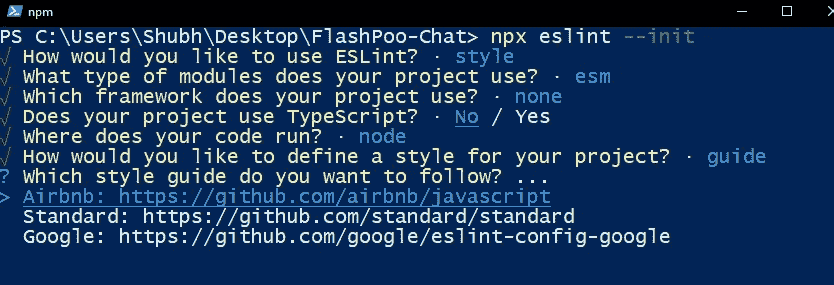 npm
PS C:\Users\Shubh\Desktop\FlashPoo-Chat> npx eslint --init
√ How would you like to use ESLint? · style
√ What type of modules does your project use? · esm
√ Which framework does your project use? · none
√ Does your project use TypeScript? · No / Yes
√ Where does your code run? · node
√ How would you like to define a style for your project? · guide
? Which style guide do you want to follow? ...
> Airbnb: https://github.com/airbnb/javascript
Standard: https://github.com/standard/standard
Google: https://github.com/google/eslint-config-google